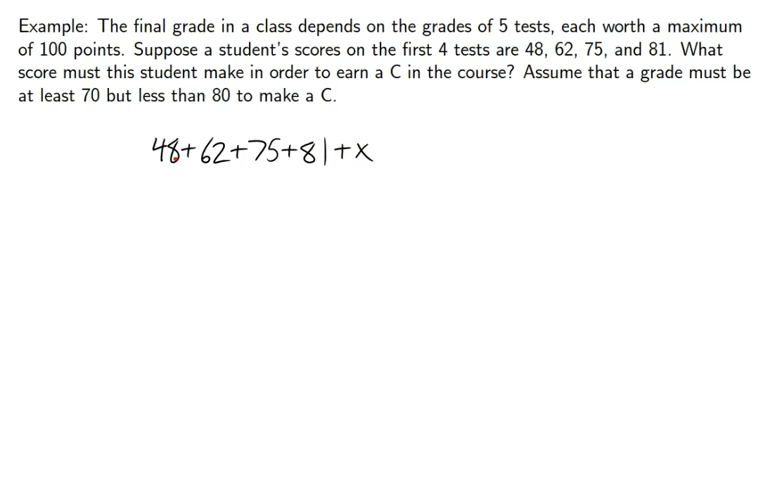 Example: The final grade in a class depends on the grades of 5 tests, each worth a maximum
of 100 points. Suppose a student's scores on the first 4 tests are 48, 62, 75, and 81. What
score must this student make in order to earn a C in the course? Assume that a grade must be
at least 70 but less than 80 to make a C.
48+62+75+81+x